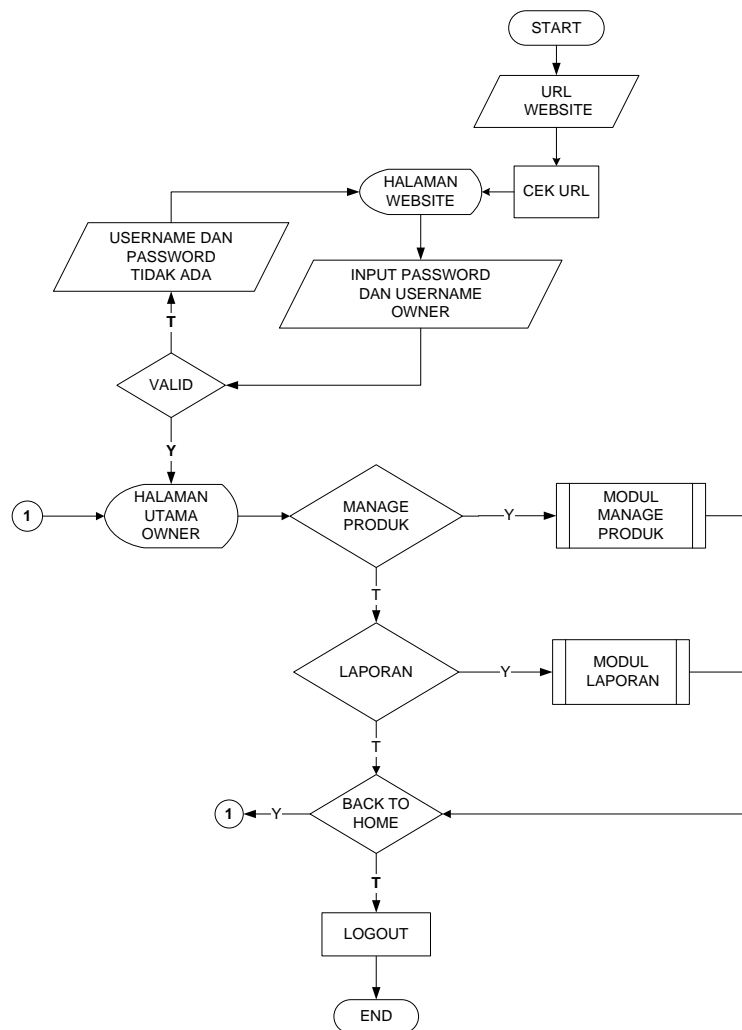 START
URL
WEBSITE
CEK URL
HALAMAN
WEBSITE
USERNAME DAN
PASSWORD
TIDAK ADA
INPUT PASSWORD
DAN USERNAME
OWNER
T
VALID
Y
1
HALAMAN
UTAMA
OWNER
MANAGE
PRODUK
Y
MODUL
MANAGE
PRODUK
T
LAPORAN
Y
MODUL
LAPORAN
T
1
Y
BACK TO
HOME
T
LOGOUT
END